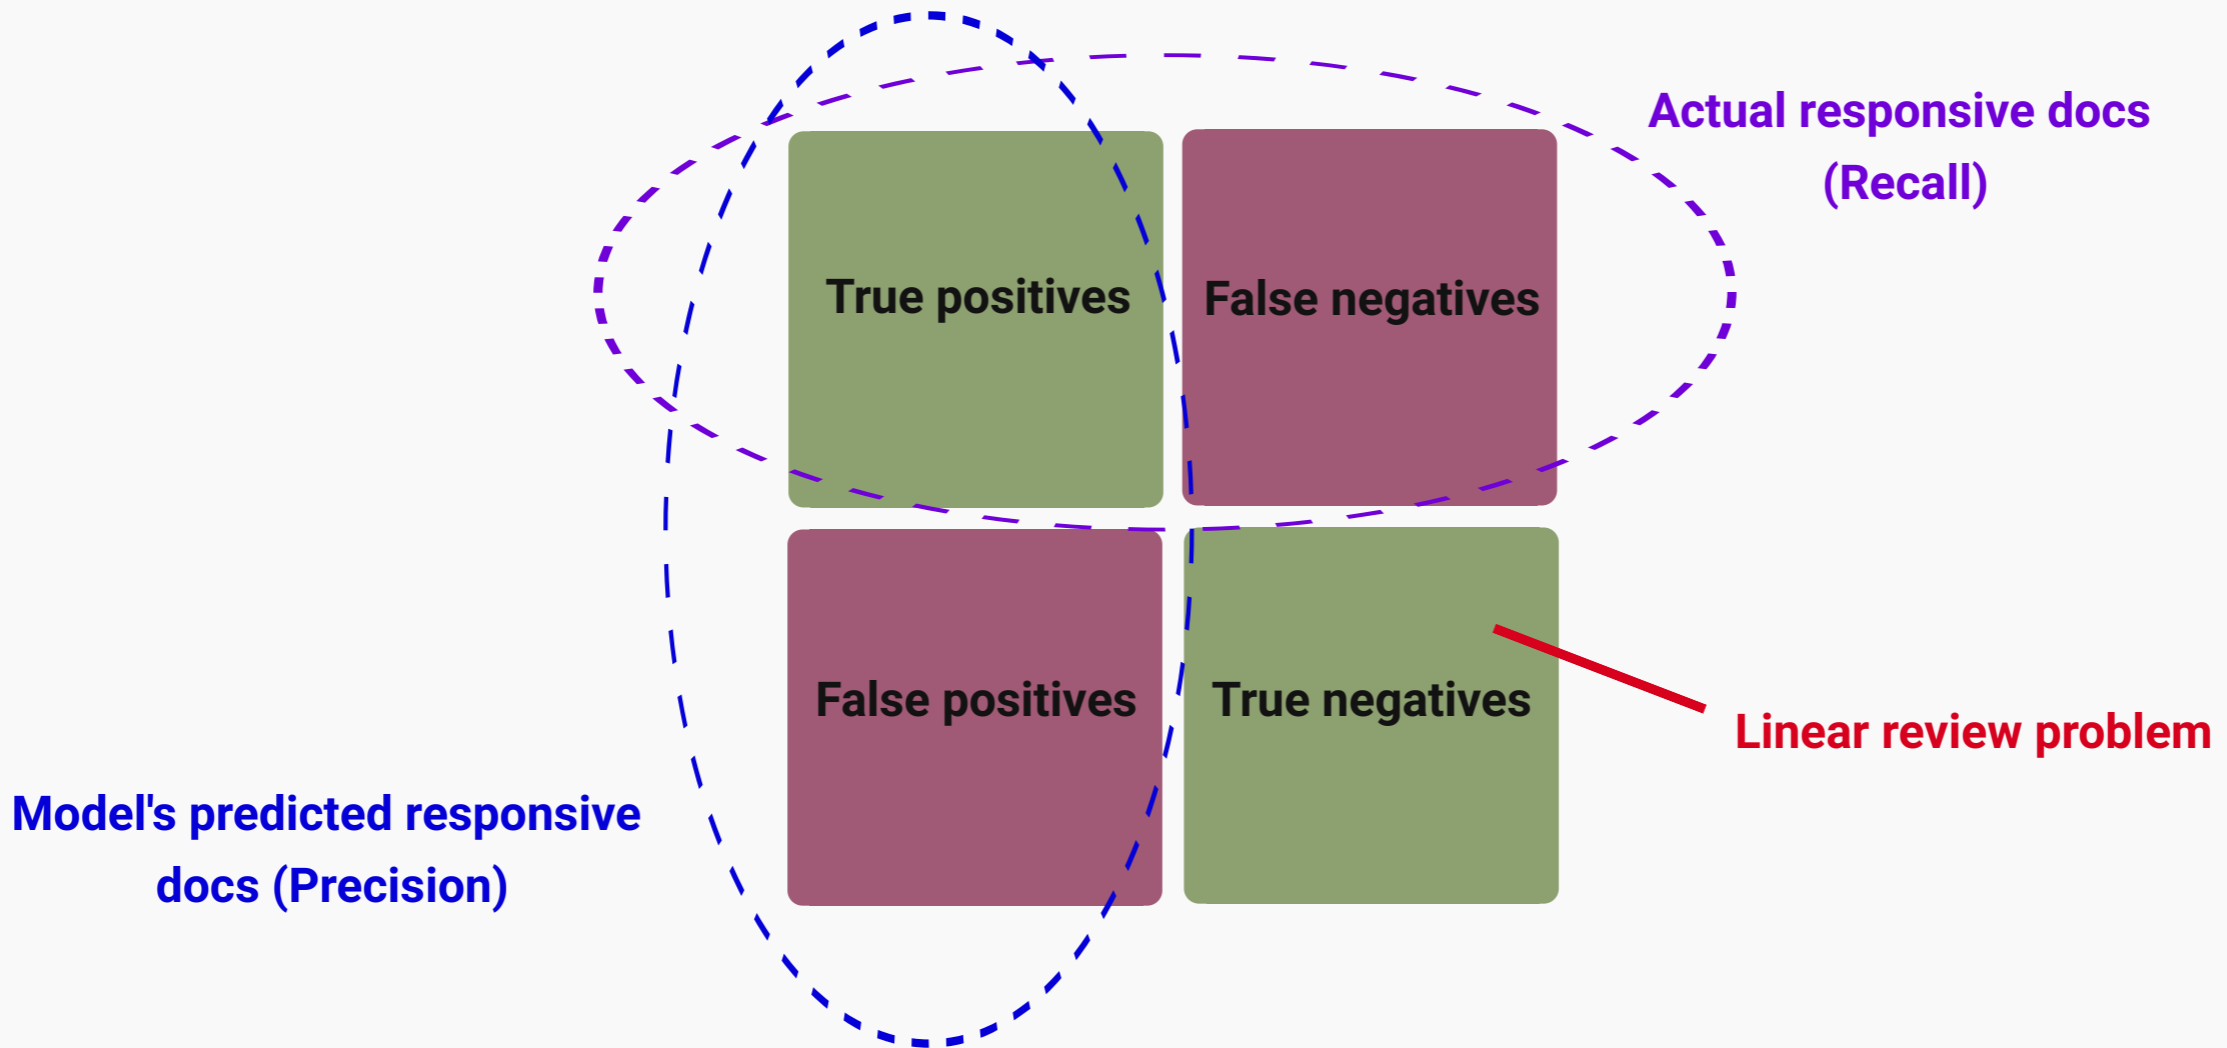 Actual responsive docs
(Recall)
True positives
False negatives
False positives
True negatives
Linear review problem
Model's predicted responsive
docs (Precision)